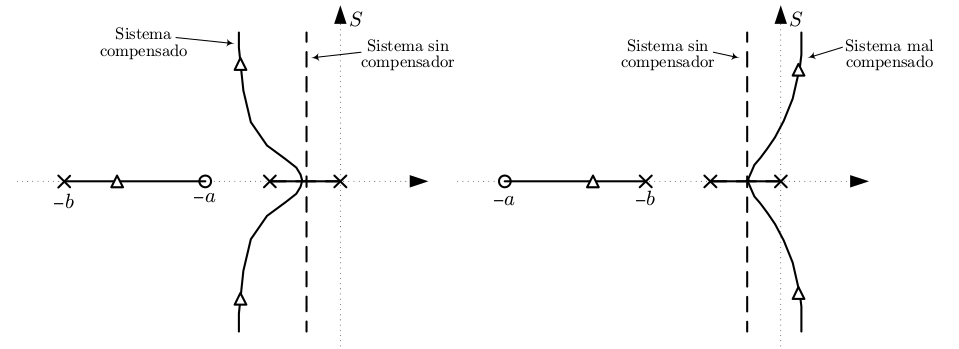 S
Sistema
compensado
Sistema sin
compensador
–b
–a
S
Sistema sin
compensador
Sistema mal
compensado
–a
–b